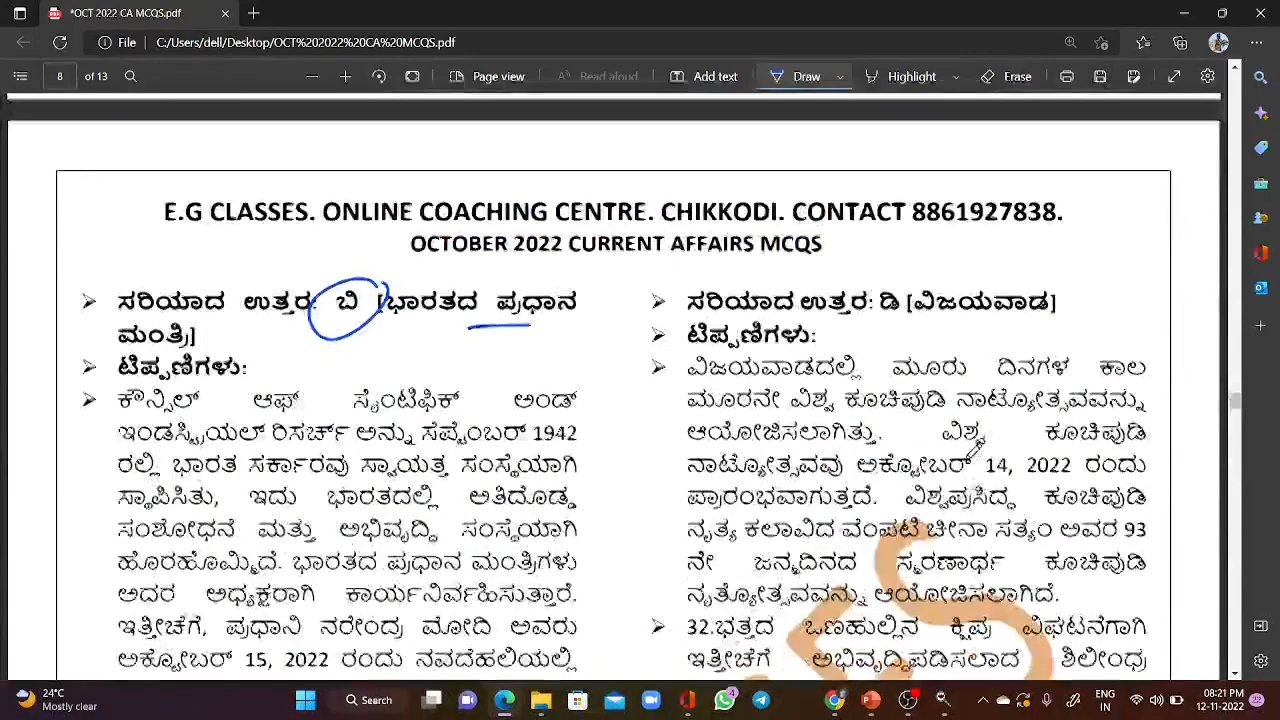 *OCT 2022 CA MCQS.pdf
File C:/Users/dell/Desktop/OCT%202022%20CA%20MCQS.pdf
8 of 13 Page view Read aloud Add text Draw Highlight Erase
E.G CLASSES. ONLINE COACHING CENTRE. CHIKKODI. CONTACT 8861927838.
OCTOBER 2022 CURRENT AFFAIRS MCQS
ಸರಿಯಾದ ಉತ್ತರ: ಬಿ [ಭಾರತದ ಪ್ರಧಾನ
ಮಂತ್ರಿ]
ಟಿಪ್ಪಣಿಗಳು:
ಕೌನ್ಸಿಲ್ ಆಫ್ ಸೈಂಟಿಫಿಕ್ ಅಂಡ್
ಇಂಡಸ್ಟ್ರಿಯಲ್ ರಿಸರ್ಚ್ ಅನ್ನು ಸೆಪ್ಟೆಂಬರ್ 1942
ರಲ್ಲಿ ಭಾರತ ಸರ್ಕಾರವು ಸ್ವಾಯತ್ತ ಸಂಸ್ಥೆಯಾಗಿ
ಸ್ಥಾಪಿಸಿತು, ಇದು ಭಾರತದಲ್ಲಿ ಅತಿದೊಡ್ಡ
ಸಂಶೋಧನೆ ಮತ್ತು ಅಭಿವೃದ್ಧಿ ಸಂಸ್ಥೆಯಾಗಿ
ಹೊರಹೊಮ್ಮಿದೆ. ಭಾರತದ ಪ್ರಧಾನ ಮಂತ್ರಿಗಳು
ಅದರ ಅಧ್ಯಕ್ಷರಾಗಿ ಕಾರ್ಯನಿರ್ವಹಿಸುತ್ತಾರೆ.
ಇತ್ತೀಚೆಗೆ, ಪ್ರಧಾನಿ ನರೇಂದ್ರ ಮೋದಿ ಅವರು
ಅಕ್ಟೋಬರ್ 15, 2022 ರಂದು ನವದೆಹಲಿಯಲ್ಲಿ
ಸರಿಯಾದ ಉತ್ತರ: ಡಿ [ವಿಜಯವಾಡ]
ಟಿಪ್ಪಣಿಗಳು:
ವಿಜಯವಾಡದಲ್ಲಿ ಮೂರು ದಿನಗಳ ಕಾಲ
ಮೂರನೇ ವಿಶ್ವ ಕೂಚಿಪುಡಿ ನಾಟ್ಯೋತ್ಸವವನ್ನು
ಆಯೋಜಿಸಲಾಗಿತ್ತು. ವಿಶ್ವ ಕೂಚಿಪುಡಿ
ನಾಟ್ಯೋತ್ಸವವು ಅಕ್ಟೋಬರ್ 14, 2022 ರಂದು
ಪ್ರಾರಂಭವಾಗುತ್ತದೆ. ವಿಶ್ವಪ್ರಸಿದ್ಧ ಕೂಚಿಪುಡಿ
ನೃತ್ಯ ಕಲಾವಿದ ವೆಂಪಟಿ ಚೀನಾ ಸತ್ಯಂ ಅವರ 93
ನೇ ಜನ್ಮದಿನದ ಸ್ಮರಣಾರ್ಥ ಕೂಚಿಪುಡಿ
ನೃತ್ಯೋತ್ಸವವನ್ನು ಆಯೋಜಿಸಲಾಗಿದೆ.
32.ಭತ್ತದ ಒಣಹುಲ್ಲಿನ ಕ್ಷಿಪ್ರ ವಿಘಟನೆಗಾಗಿ
ಇತ್ತೀಚೆಗೆ ಅಭಿವೃದ್ಧಿಪಡಿಸಲಾದ ಶಿಲೀಂಧ್ರ
24°C
Mostly clear
Search
4
ENG
IN
08:21 PM
12-11-2022
22